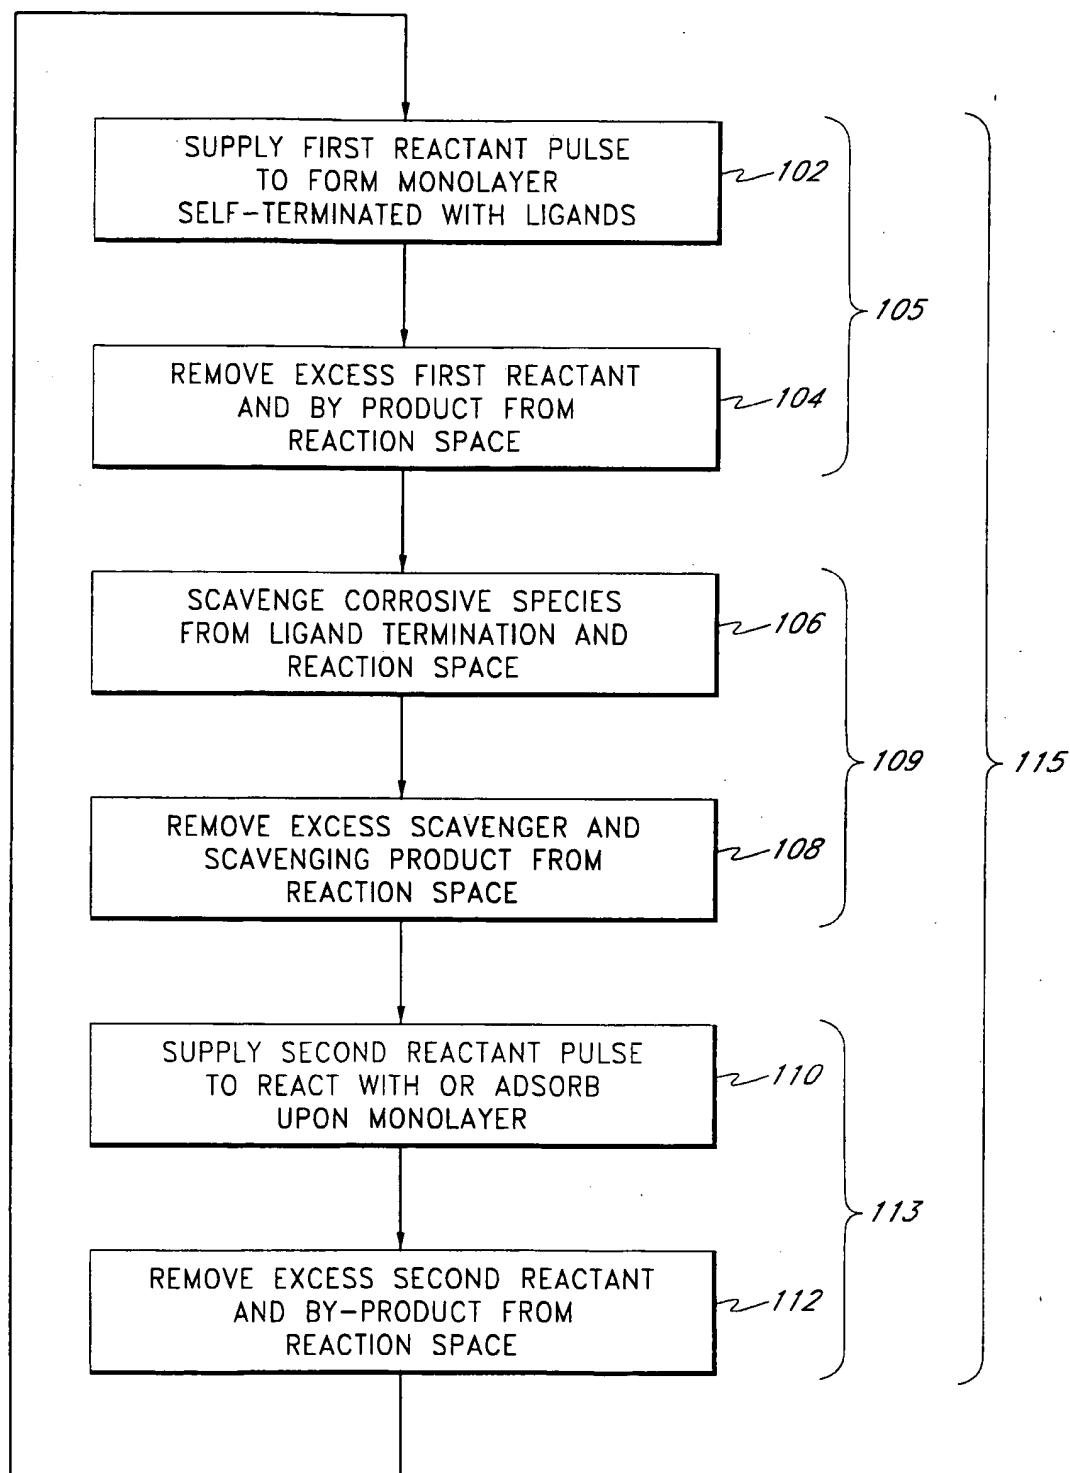 SUPPLY FIRST REACTANT PULSE
TO FORM MONOLAYER
SELF-TERMINATED WITH LIGANDS
102
105
REMOVE EXCESS FIRST REACTANT
AND BY PRODUCT FROM
REACTION SPACE
104
SCAVENGE CORROSIVE SPECIES
FROM LIGAND TERMINATION AND
REACTION SPACE
106
109
115
REMOVE EXCESS SCAVENGER AND
SCAVENGING PRODUCT FROM
REACTION SPACE
108
SUPPLY SECOND REACTANT PULSE
TO REACT WITH OR ADSORB
UPON MONOLAYER
110
113
REMOVE EXCESS SECOND REACTANT
AND BY-PRODUCT FROM
REACTION SPACE
112